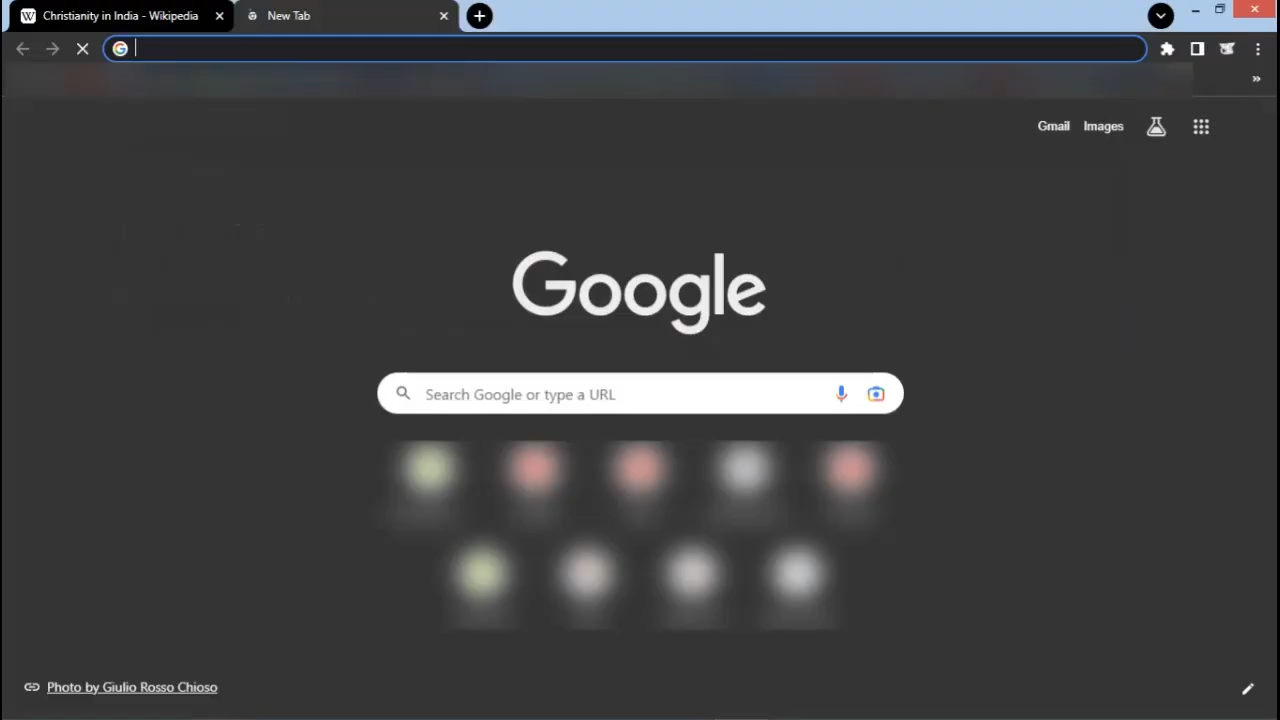 Christianity in India - Wikipedia
New Tab
Gmail Images
Google
Search Google or type a URL
Photo by Giulio Rosso Chioso